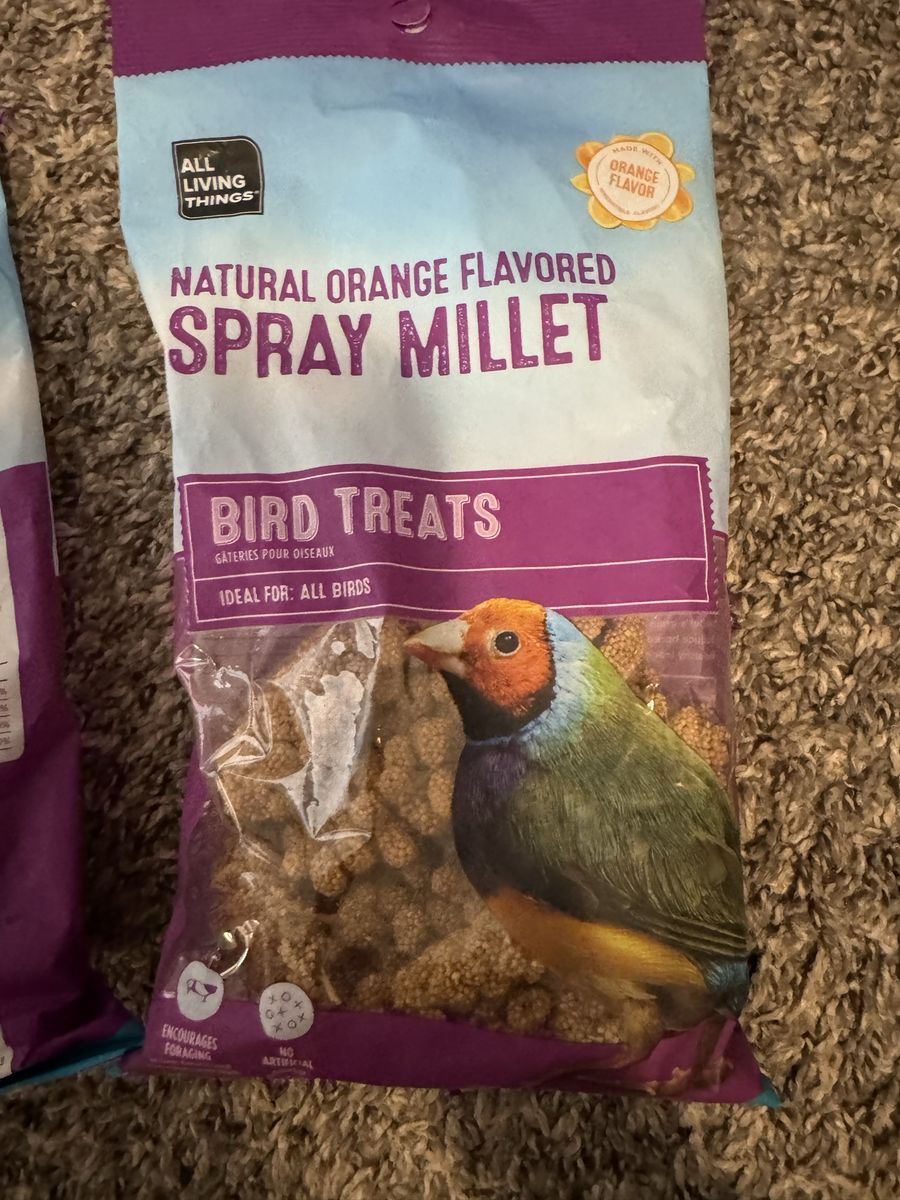 ALL
LIVING
THINGS®
MADE WITH
ORANGE
FLAVOR
NATURAL ORANGE FLAVORED
SPRAY MILLET
BIRD TREATS
GÂTERIES POUR OISEAUX
IDEAL FOR: ALL BIRDS
ENCOURAGES
FORAGING
NO
ARTIFICIAL